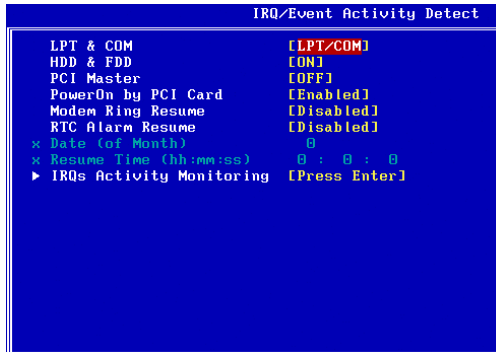 IRQ/Event Activity Detect
LPT & COM [LPT/COM]
HDD & FDD [ON]
PCI Master [OFF]
PowerOn by PCI Card [Enabled]
Modem Ring Resume [Disabled]
RTC Alarm Resume [Disabled]
x Date (of Month) 0
x Resume Time (hh:mm:ss) 0 : 0 : 0
▶ IRQs Activity Monitoring [Press Enter]